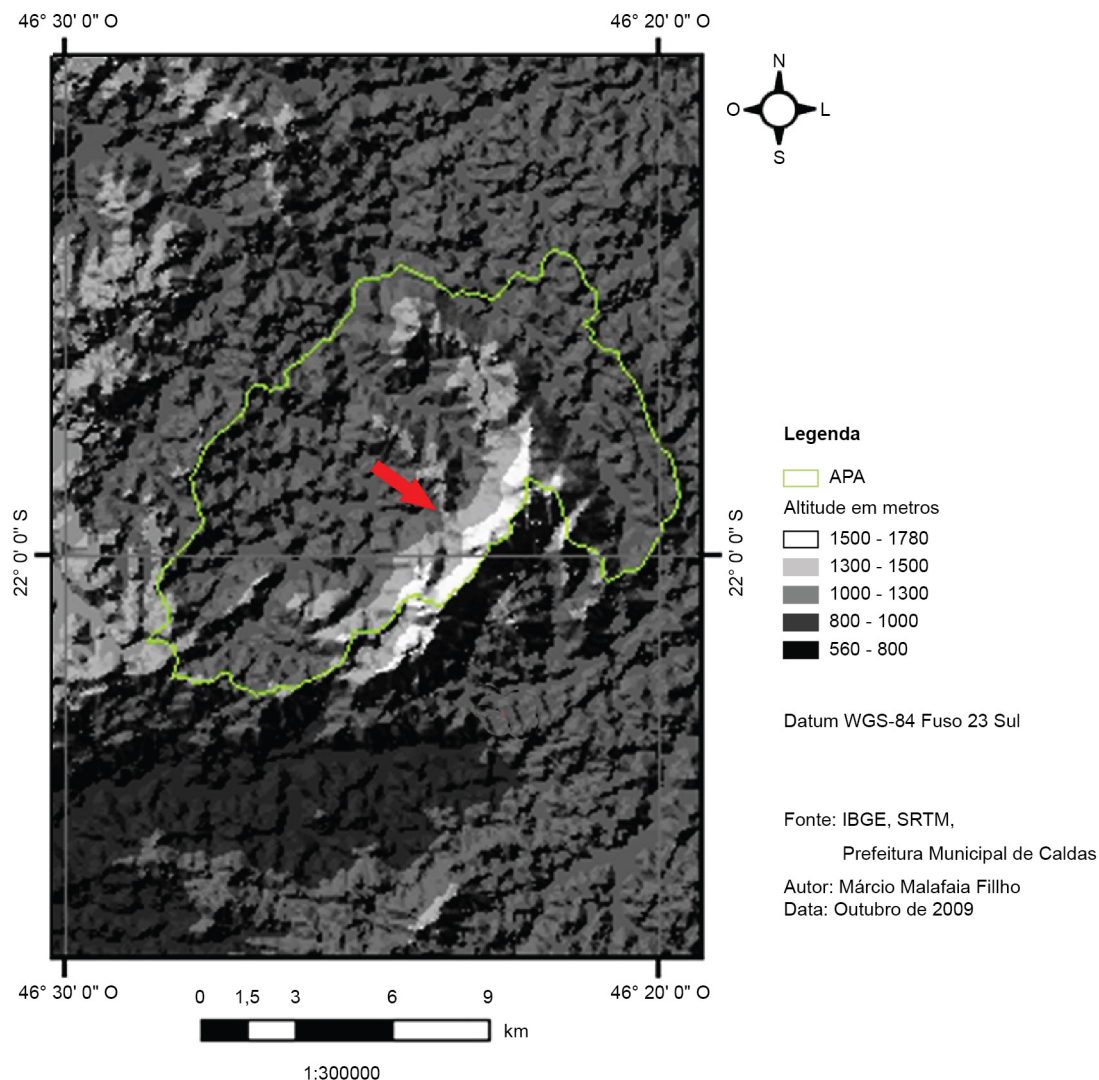 46° 30' 0" O
46° 20' 0" O
N
O
L
S
22° 0' 0" S
22° 0' 0" S
Legenda
APA
Altitude em metros
1500 - 1780
1300 - 1500
1000 - 1300
800 - 1000
560 - 800
Datum WGS-84 Fuso 23 Sul
Fonte: IBGE, SRTM,
Prefeitura Municipal de Caldas
Autor: Márcio Malafaia Fillho
Data: Outubro de 2009
46° 30' 0" O
46° 20' 0" O
0 1,5 3 6 9
km
1:300000